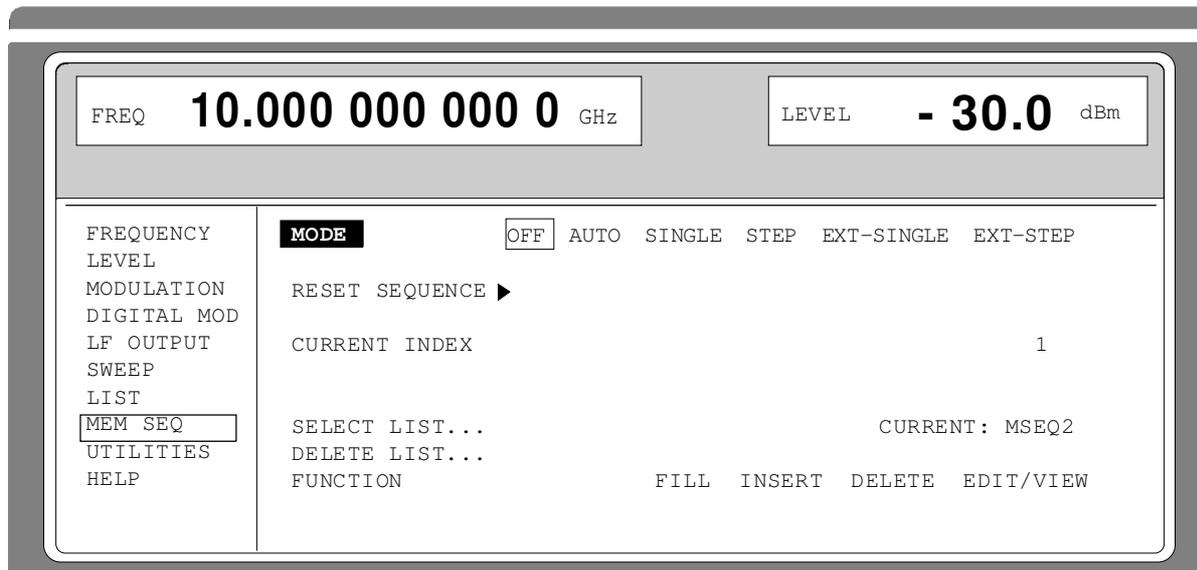 FREQ 10.000 000 000 0 GHz
LEVEL - 30.0 dBm
FREQUENCY
LEVEL
MODULATION
DIGITAL MOD
LF OUTPUT
SWEEP
LIST
MEM SEQ
UTILITIES
HELP
MODE OFF AUTO SINGLE STEP EXT-SINGLE EXT-STEP
RESET SEQUENCE
CURRENT INDEX 1
SELECT LIST... CURRENT: MSEQ2
DELETE LIST...
FUNCTION FILL INSERT DELETE EDIT/VIEW